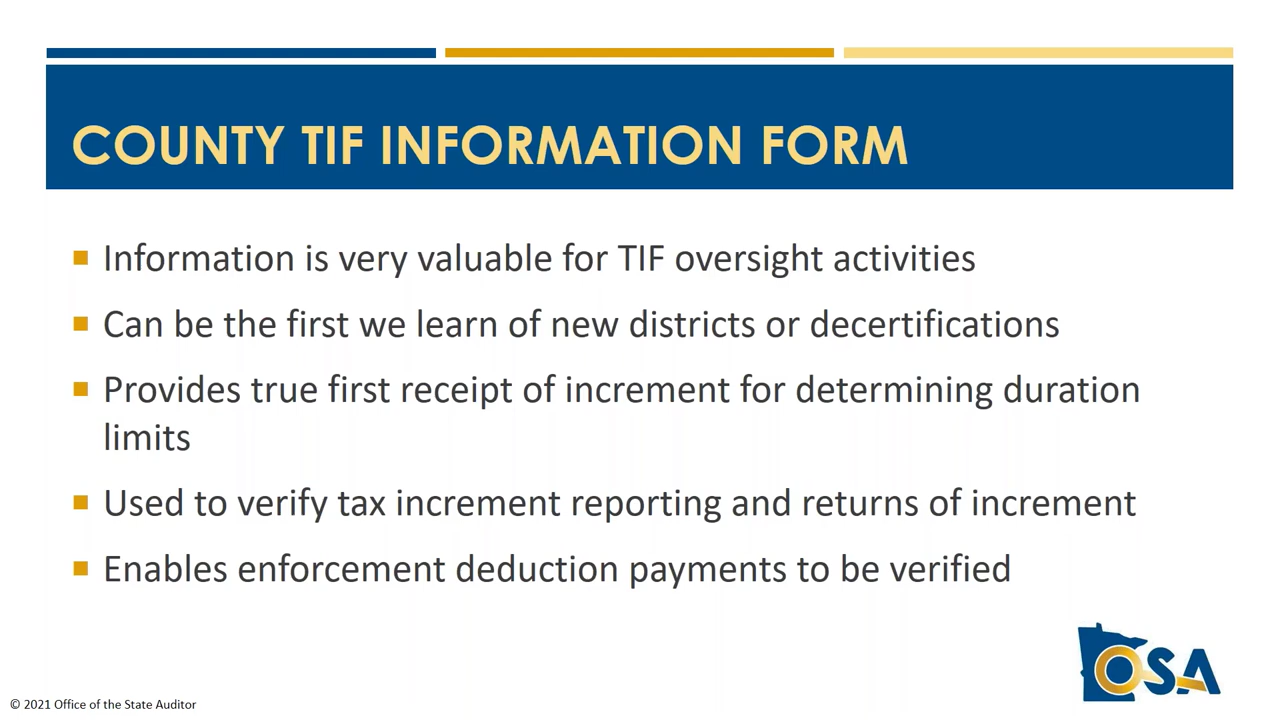 COUNTY TIF INFORMATION FORM
Information is very valuable for TIF oversight activities
Can be the first we learn of new districts or decertifications
Provides true first receipt of increment for determining duration
limits
Used to verify tax increment reporting and returns of increment
Enables enforcement deduction payments to be verified
OSA
© 2021 Office of the State Auditor